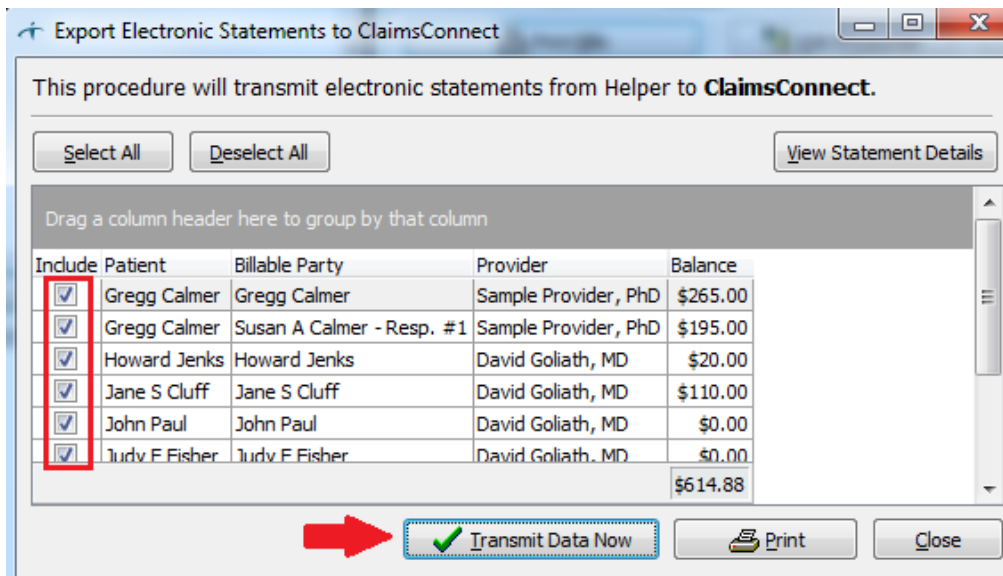 Export Electronic Statements to ClaimsConnect
This procedure will transmit electronic statements from Helper to ClaimsConnect.
Select All Deselect All View Statement Details
Drag a column header here to group by that column
Include Patient Billable Party Provider Balance
Gregg Calmer Gregg Calmer Sample Provider, PhD $265.00
Gregg Calmer Susan A Calmer - Resp. #1 Sample Provider, PhD $195.00
Howard Jenks Howard Jenks David Goliath, MD $20.00
Jane S Cluff Jane S Cluff David Goliath, MD $110.00
John Paul John Paul David Goliath, MD $0.00
Judy F Fisher Judy F Fisher David Goliath, MD $0.00
$614.88
Transmit Data Now Print Close